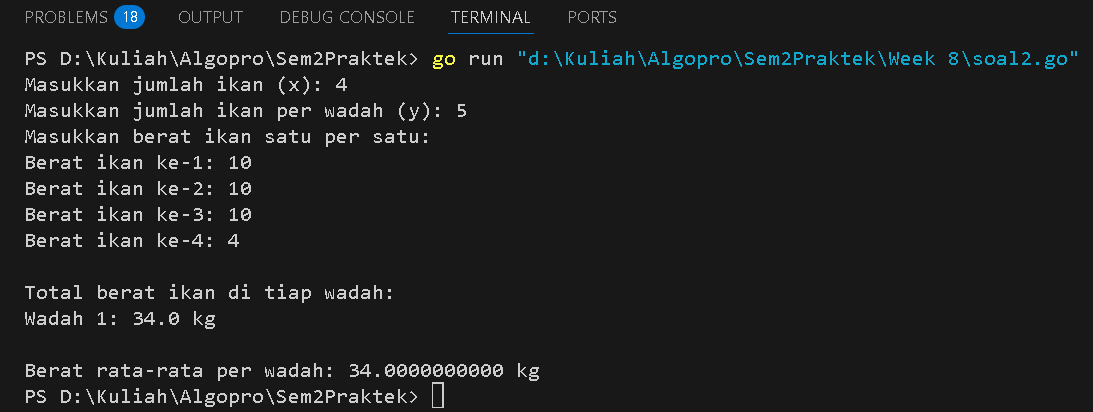 PROBLEMS 18 OUTPUT DEBUG CONSOLE TERMINAL PORTS
PS D:\Kuliah\Algopro\Sem2Praktek> go run "d:\Kuliah\Algopro\Sem2Praktek\Week 8\soal2.go"
Masukkan jumlah ikan (x): 4
Masukkan jumlah ikan per wadah (y): 5
Masukkan berat ikan satu per satu:
Berat ikan ke-1: 10
Berat ikan ke-2: 10
Berat ikan ke-3: 10
Berat ikan ke-4: 4
Total berat ikan di tiap wadah:
Wadah 1: 34.0 kg
Berat rata-rata per wadah: 34.0000000000 kg
PS D:\Kuliah\Algopro\Sem2Praktek>